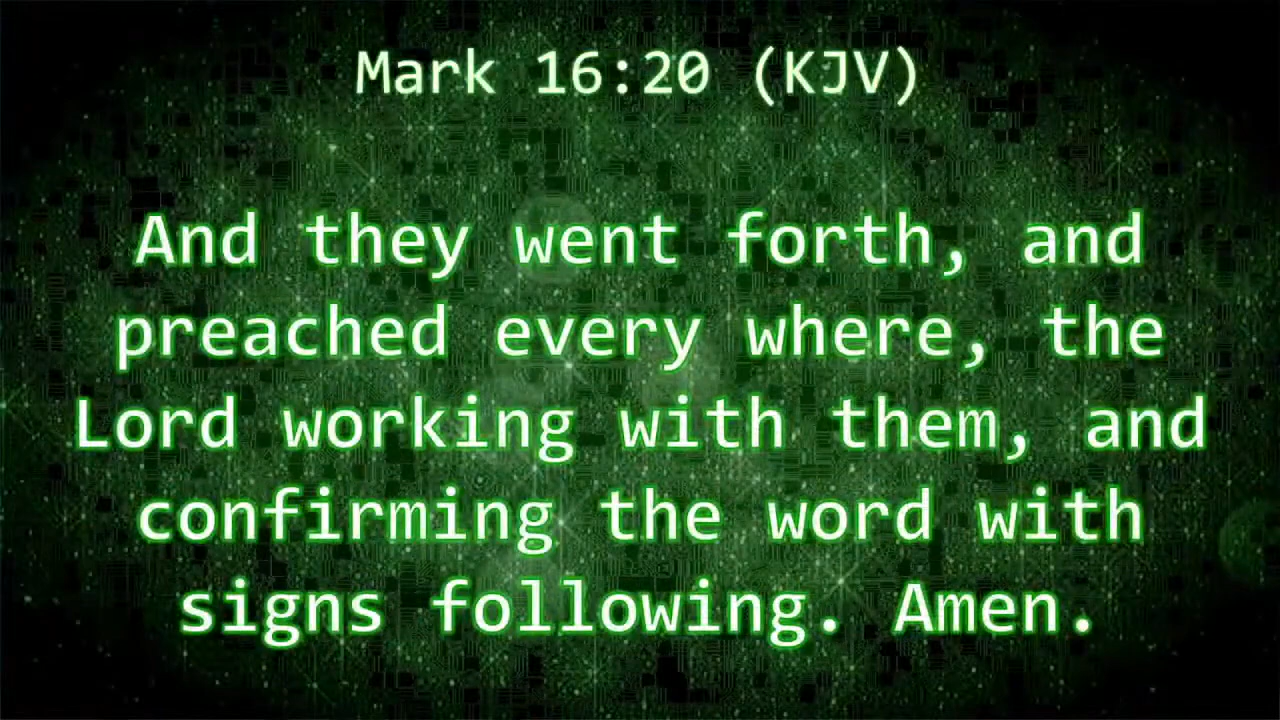 Mark 16:20 (KJV)
And they went forth, and
preached every where, the
Lord working with them, and
confirming the word with
signs following. Amen.